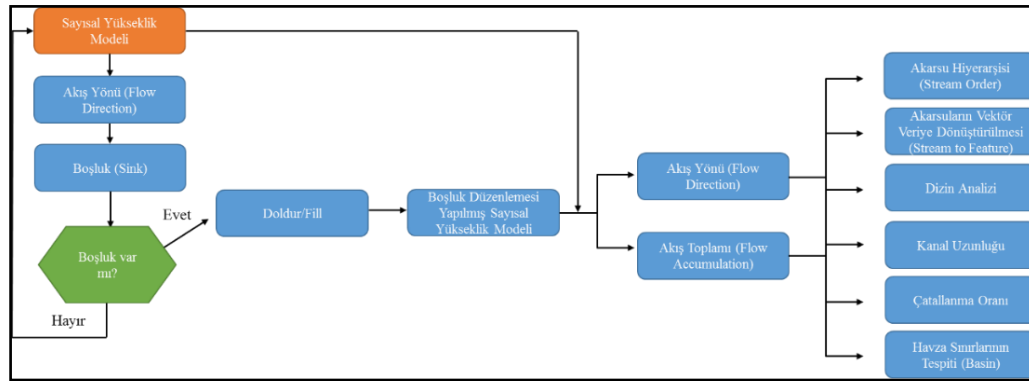 Sayısal Yükseklik
Modeli
Akış Yönü (Flow
Direction)
Boşluk (Sink)
Boşluk var
mı?
Evet
Hayır
Doldur/Fill
Boşluk Düzenlemesi
Yapılmış Sayısal
Yükseklik Modeli
Akış Yönü (Flow
Direction)
Akış Toplamı (Flow
Accumulation)
Akarsu Hiyerarşisi
(Stream Order)
Akarsuların Vektör
Veriye Dönüştürülmesi
(Stream to Feature)
Dizin Analizi
Kanal Uzunluğu
Çatallanma Oranı
Havza Sınırlarının
Tespiti (Basin)